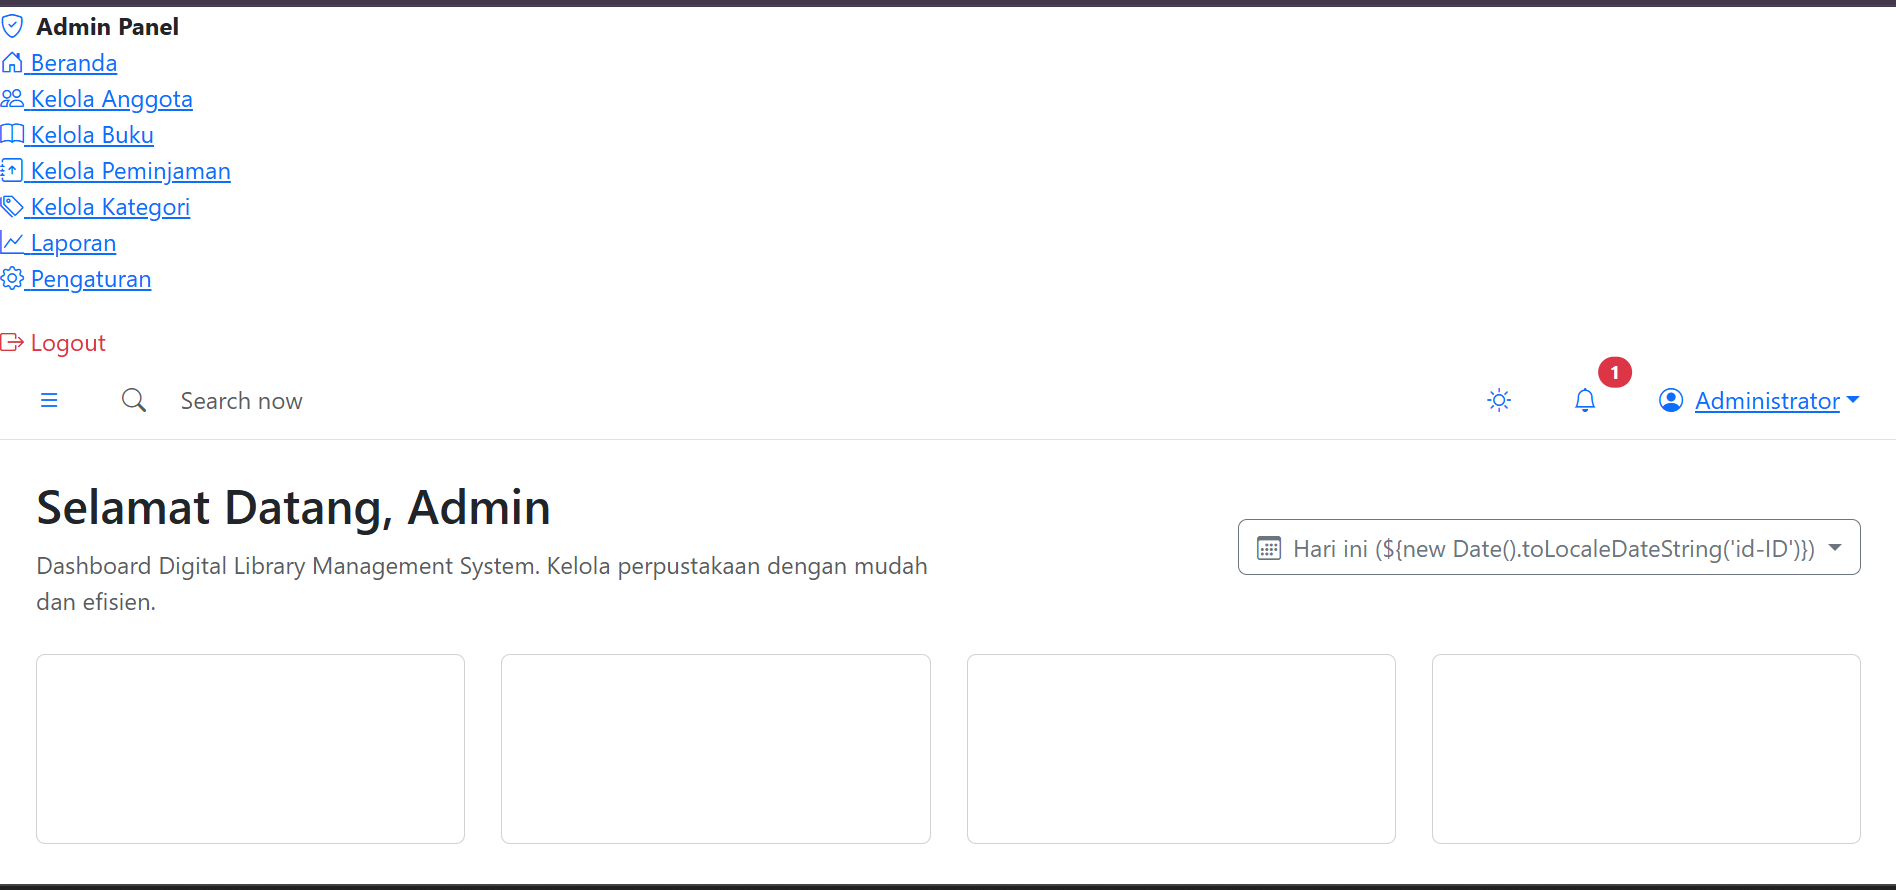 Admin Panel
Beranda
Kelola Anggota
Kelola Buku
Kelola Peminjaman
Kelola Kategori
Laporan
Pengaturan
Logout
Search now
1
Administrator
Selamat Datang, Admin
Dashboard Digital Library Management System. Kelola perpustakaan dengan mudah
dan efisien.
Hari ini (${new Date().toLocaleDateString('id-ID')})